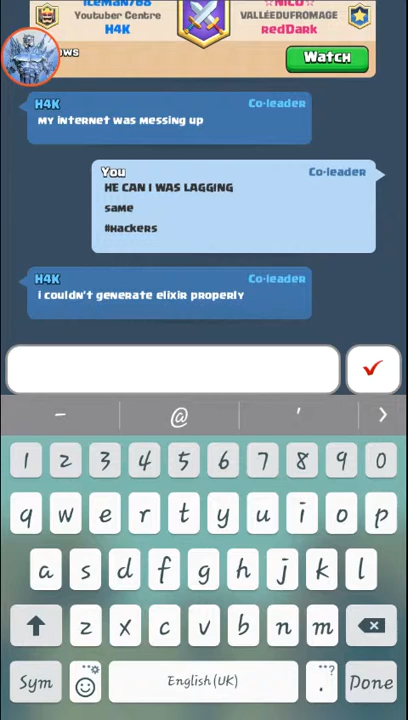 Iceman788
Youtuber Centre
H4K
☆NICO☆
VALLÉEDUFROMAGE
redDark
ows
Watch
H4K
Co-leader
my internet was messing up
You
Co-leader
HE CAN I WAS LAGGING
same
#Hackers
H4K
Co-leader
i couldn't generate elixir properly
- @ ' >
1 2 3 4 5 6 7 8 9 0
q w e r t y u i o p
a s d f g h j k l
z x c v b n m
Sym
English(UK)
. ?
Done